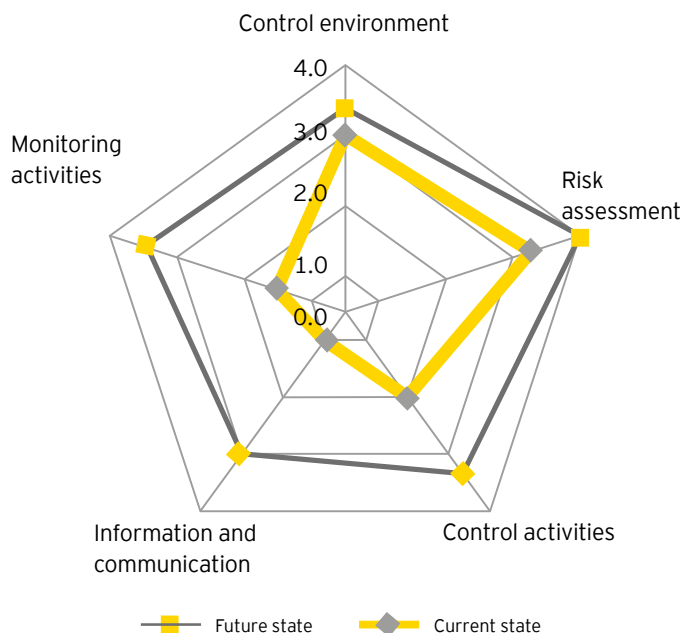 Control environment
4.0
3.0
2.0
1.0
0.0
Monitoring
activities
Risk
assessment
Information and
communication
Control activities
Future state
Current state